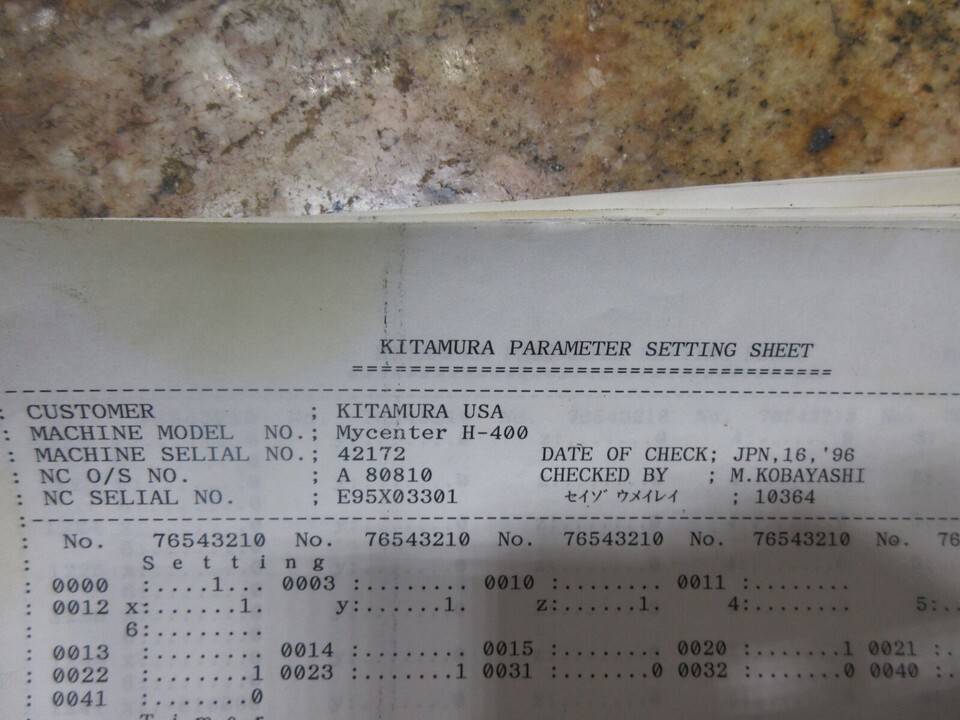 KITAMURA PARAMETER SETTING SHEET
==================================
: CUSTOMER ; KITAMURA USA
: MACHINE MODEL NO.; Mycenter H-400
: MACHINE SELIAL NO.; 42172 DATE OF CHECK; JPN,16,'96
: NC O/S NO. ; A 80810 CHECKED BY ; M.KOBAYASHI
: NC SELIAL NO. ; E95X03301 セイゾウメイレイ ; 10364
: No. 76543210 No. 76543210 No. 76543210 No. 76543210 No. 76
: Setting
: 0000 :.....1... 0003 :........ 0010 :........ 0011 :........
: 0012 x:.......1. y:......1. z:......1. 4:........ 5:..
: 6:........
: 0013 :........ 0014 :........ 0015 :........ 0020 :.......1 0021 :.
: 0022 :.......1 0023 :.......1 0031 :.......0 0032 :.......0 0040 :.
: 0041 :.......0
Timer